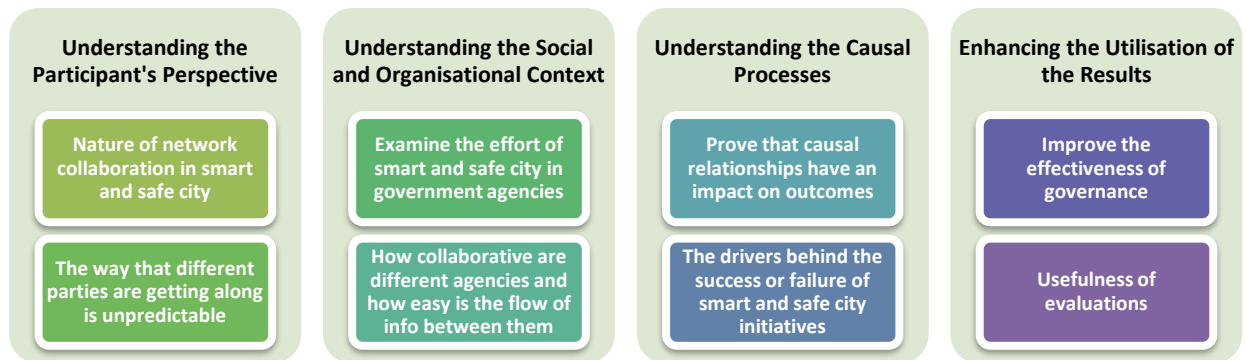 Understanding the
Participant's Perspective
Nature of network
collaboration in smart
and safe city
The way that different
parties are getting along
is unpredictable
Understanding the Social
and Organisational Context
Examine the effort of
smart and safe city in
government agencies
How collaborative are
different agencies and
how easy is the flow of
info between them
Understanding the Causal
Processes
Prove that causal
relationships have an
impact on outcomes
The drivers behind the
success or failure of
smart and safe city
initiatives
Enhancing the Utilisation of
the Results
Improve the
effectiveness of
governance
Usefulness of
evaluations